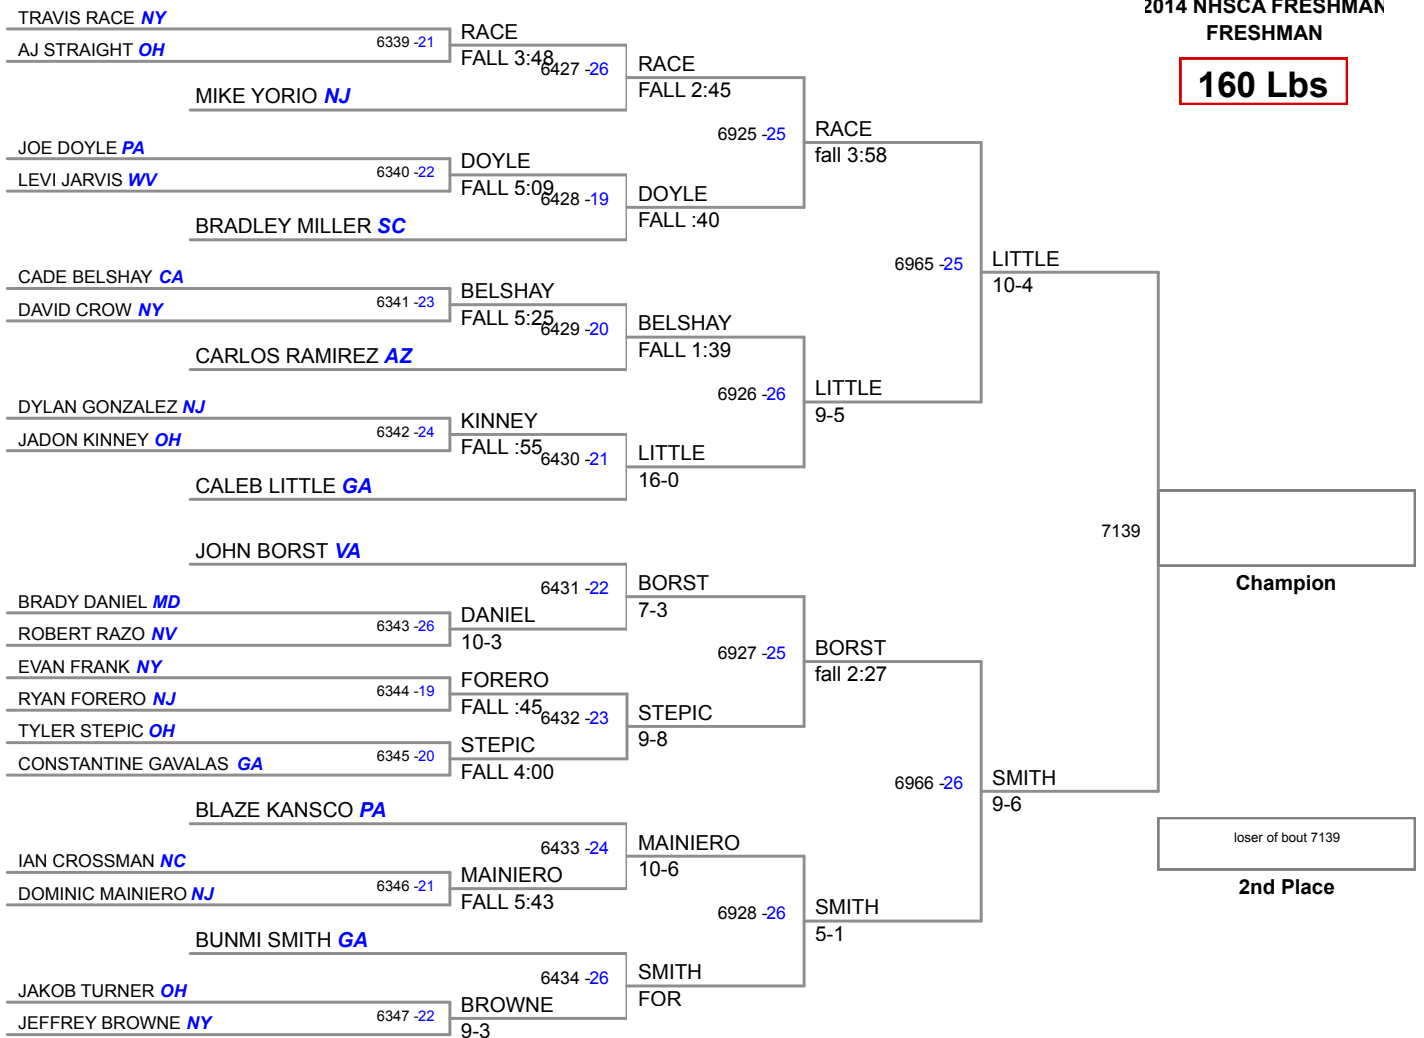 2014 NHSCA FRESHMAN
FRESHMAN
160 Lbs
TRAVIS RACE NY
AJ STRAIGHT OH
6339 -21
RACE
FALL 3:48
MIKE YORIO NJ
6427 -26
RACE
FALL 2:45
JOE DOYLE PA
LEVI JARVIS WV
6340 -22
DOYLE
FALL 5:09
BRADLEY MILLER SC
6428 -19
DOYLE
FALL :40
6925 -25
RACE
fall 3:58
CADE BELSHAY CA
DAVID CROW NY
6341 -23
BELSHAY
FALL 5:25
CARLOS RAMIREZ AZ
6429 -20
BELSHAY
FALL 1:39
DYLAN GONZALEZ NJ
JADON KINNEY OH
6342 -24
KINNEY
FALL :55
CALEB LITTLE GA
6430 -21
LITTLE
16-0
6926 -26
LITTLE
9-5
6965 -25
LITTLE
10-4
JOHN BORST VA
BRADY DANIEL MD
ROBERT RAZO NV
6343 -26
DANIEL
10-3
6431 -22
BORST
7-3
EVAN FRANK NY
RYAN FORERO NJ
6344 -19
FORERO
FALL :45
TYLER STEPIC OH
CONSTANTINE GAVALAS GA
6345 -20
STEPIC
FALL 4:00
6432 -23
STEPIC
9-8
6927 -25
BORST
fall 2:27
BLAZE KANSCO PA
IAN CROSSMAN NC
DOMINIC MAINIERO NJ
6346 -21
MAINIERO
FALL 5:43
6433 -24
MAINIERO
10-6
BUNMI SMITH GA
JAKOB TURNER OH
JEFFREY BROWNE NY
6347 -22
BROWNE
9-3
6434 -26
SMITH
FOR
6928 -26
SMITH
5-1
6966 -26
SMITH
9-6
7139
Champion
loser of bout 7139
2nd Place